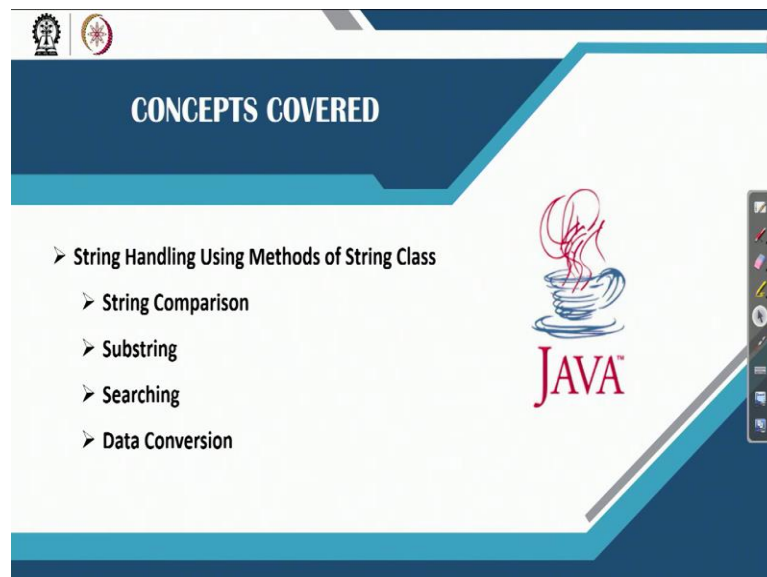 CONCEPTS COVERED
➢ String Handling Using Methods of String Class
➢ String Comparison
➢ Substring
➢ Searching
➢ Data Conversion
JAVA™